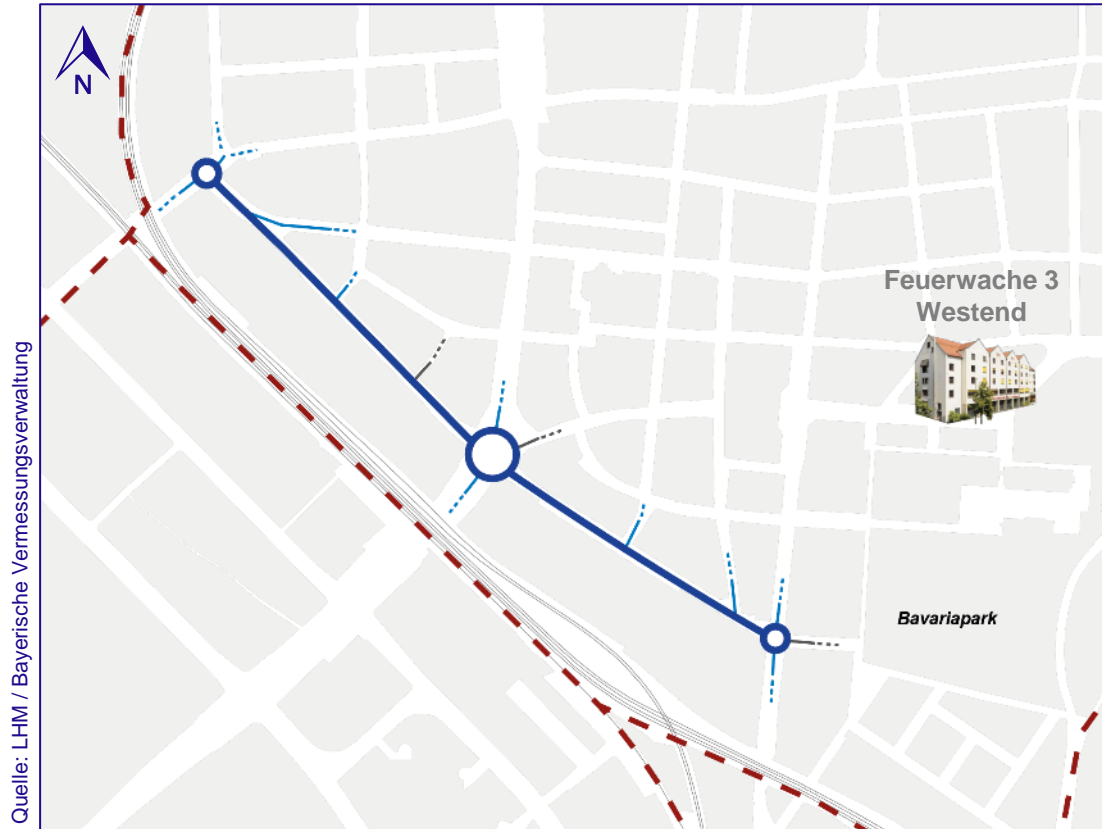 N
Feuerwache 3
Westend
Bavariapark
Quelle: LHM / Bayerische Vermessungsverwaltung